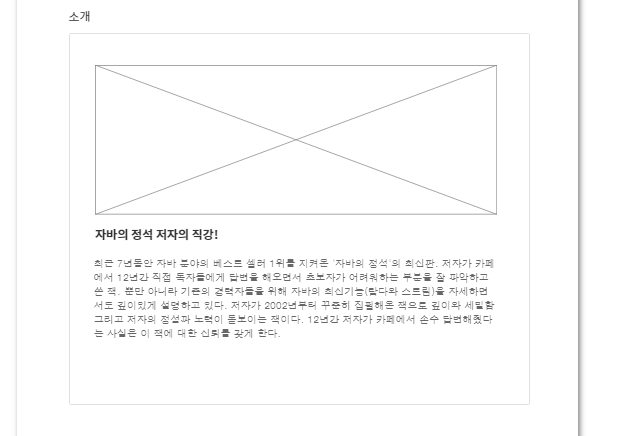 소개
자바의 정석 저자의 직강!
최근 7년동안 자바 분야의 베스트 셀러 1위를 지켜온 '자바의 정석'의 최신판. 저자가 카페
에서 12년간 직접 독자들에게 답변을 해오면서 초보자가 어려워하는 부분을 잘 파악하고
쓴 책. 뿐만 아니라 기존의 경력자들을 위해 자바의 최신기능(람다와 스트림)을 자세하면
서도 깊이있게 설명하고 있다. 저자가 2002년부터 꾸준히 집필해온 책으로 깊이와 세밀함
그리고 저자의 정성과 노력이 돋보이는 책이다. 12년간 저자가 카페에서 손수 답변해줬다
는 사실은 이 책에 대한 신뢰를 갖게 한다.